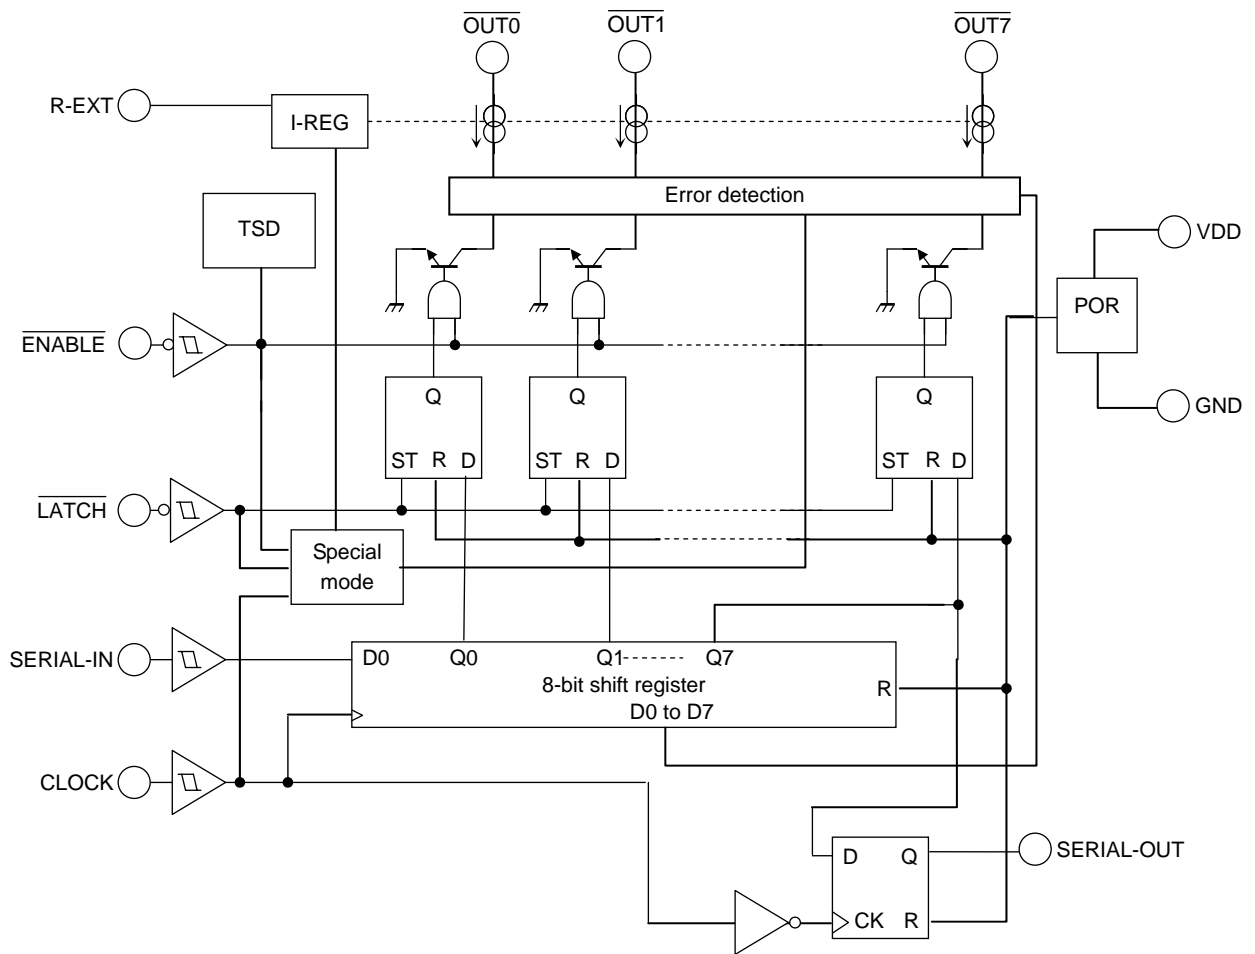 OUT0 OUT1 OUT7
R-EXT
I-REG
Error detection
TSD
VDD
POR
ENABLE
GND
Q Q Q
ST R D ST R D ST R D
LATCH
Special
mode
SERIAL-IN
D0 Q0 Q1 Q7
8-bit shift register
R
D0 to D7
CLOCK
D Q
SERIAL-OUT
CK R